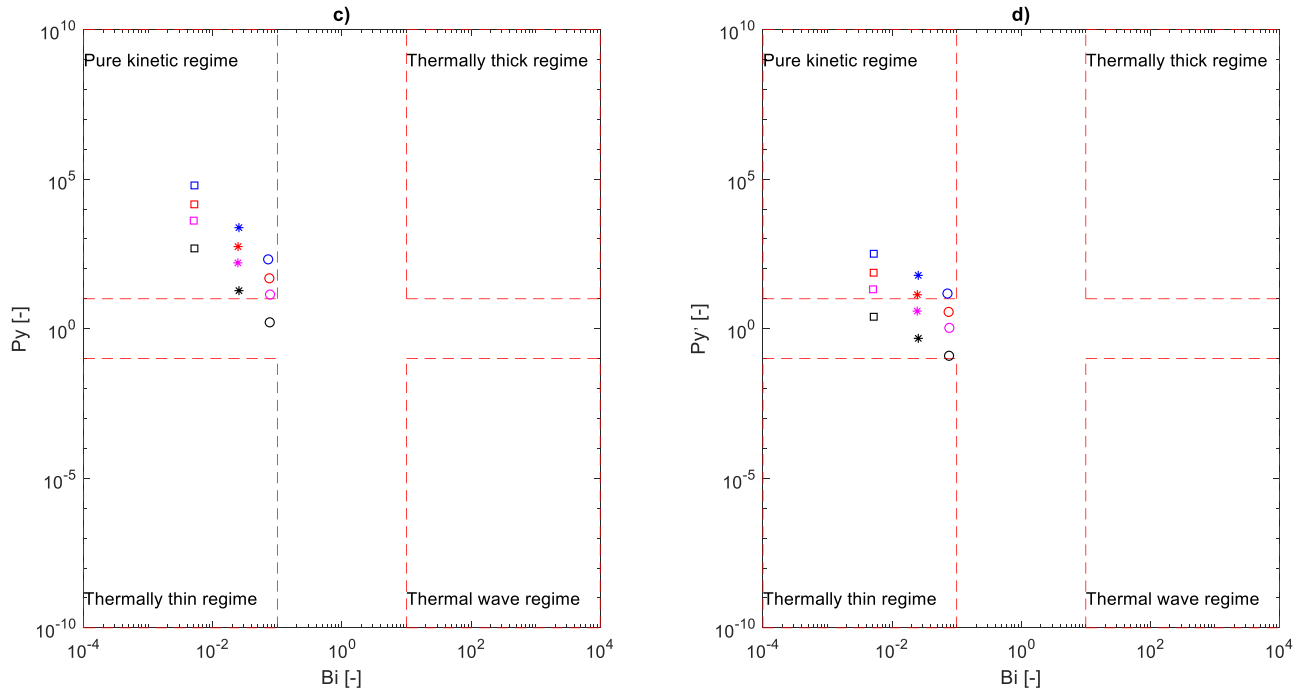 c)
10^10
Pure kinetic regime
Thermally thick regime
10^5
Py [-]
10^0
10^-5
Thermally thin regime
Thermal wave regime
10^-10
10^-4
10^-2
10^0
10^2
10^4
Bi [-]
d)
10^10
Pure kinetic regime
Thermally thick regime
10^5
Py' [-]
10^0
10^-5
Thermally thin regime
Thermal wave regime
10^-10
10^-4
10^-2
10^0
10^2
10^4
Bi [-]